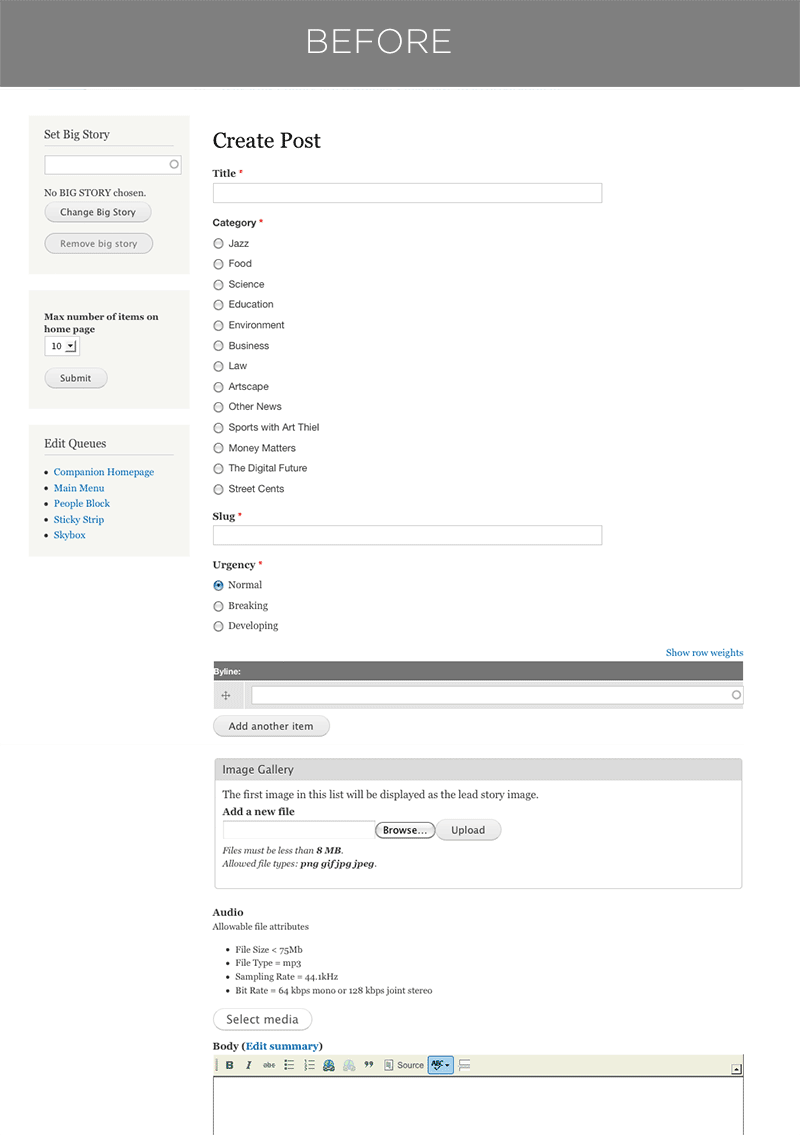 BEFORE
Set Big Story
No BIG STORY chosen.
Change Big Story
Remove big story
Max number of items on
home page
10
Submit
Edit Queues
Companion Homepage
Main Menu
People Block
Sticky Strip
Skybox
Create Post
Title *
Category *
Jazz
Food
Science
Education
Environment
Business
Law
Artscape
Other News
Sports with Art Thiel
Money Matters
The Digital Future
Street Cents
Slug *
Urgency *
Normal
Breaking
Developing
Show row weights
Byline:
Add another item
Image Gallery
The first image in this list will be displayed as the lead story image.
Add a new file
Browse... Upload
Files must be less than 8 MB.
Allowed file types: png gif jpg jpeg.
Audio
Allowable file attributes
File Size < 75Mb
File Type = mp3
Sampling Rate = 44.1kHz
Bit Rate = 64 kbps mono or 128 kbps joint stereo
Select media
Body (Edit summary)
B I abc Source ABC